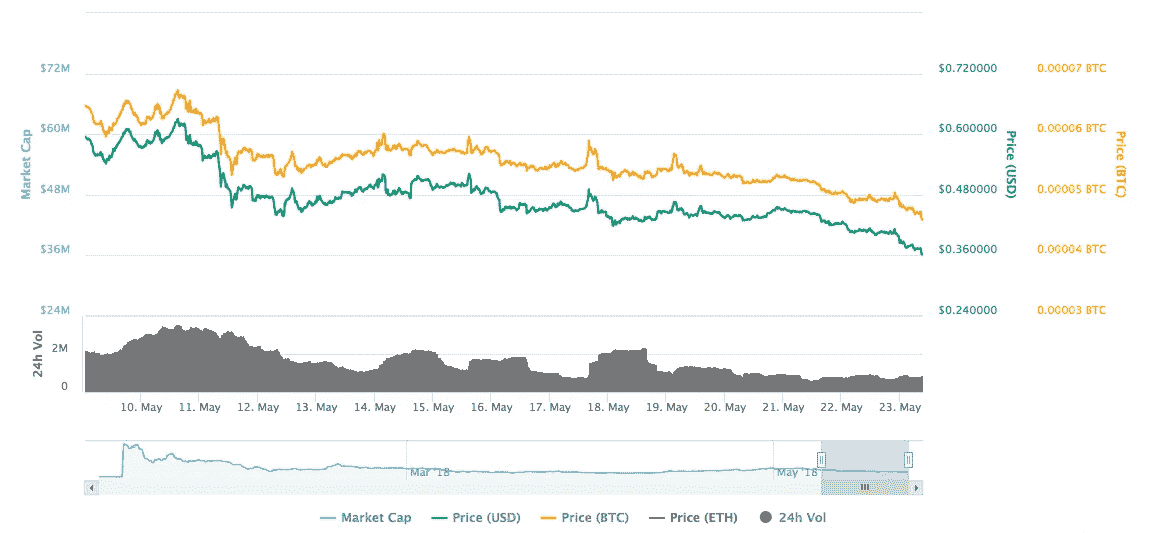 $72M $0.720000 0.00007 BTC
$60M $0.600000 0.00006 BTC
Market Cap Price (USD) Price (BTC)
$48M $0.480000 0.00005 BTC
$36M $0.360000 0.00004 BTC
$24M $0.240000 0.00003 BTC
24h Vol
2M
0
10. May 11. May 12. May 13. May 14. May 15. May 16. May 17. May 18. May 19. May 20. May 21. May 22. May 23. May
Mar '18 May '18
Market Cap Price (USD) Price (BTC) Price (ETH) 24h Vol